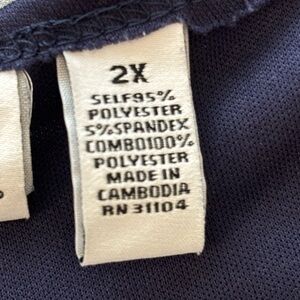 2X
SELF95%
POLYESTER
5%SPANDEX
COMBO100%
POLYESTER
MADE IN
CAMBODIA
RN 31104